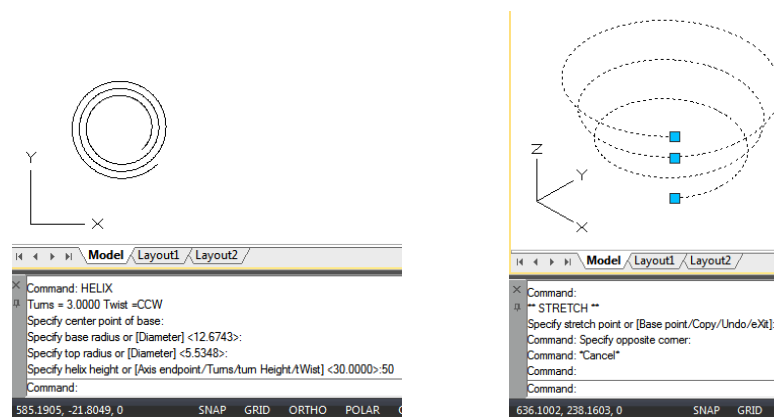 Y
X
Model Layout1 Layout2
Command: HELIX
Turns = 3.0000 Twist =CCW
Specify center point of base:
Specify base radius or [Diameter] <12.6743>:
Specify top radius or [Diameter] <5.5348>:
Specify helix height or [Axis endpoint/Turns/turn Height/tWist] <30.0000>:50
Command:
585.1905, -21.8049, 0 SNAP GRID ORTHO POLAR
Z
Y
X
Model Layout1 Layout2
Command:
** STRETCH **
Specify stretch point or [Base point/Copy/Undo/eXit]:
Command: Specify opposite corner:
Command: *Cancel*
Command:
Command:
636.1002, 238.1603, 0 SNAP GRID